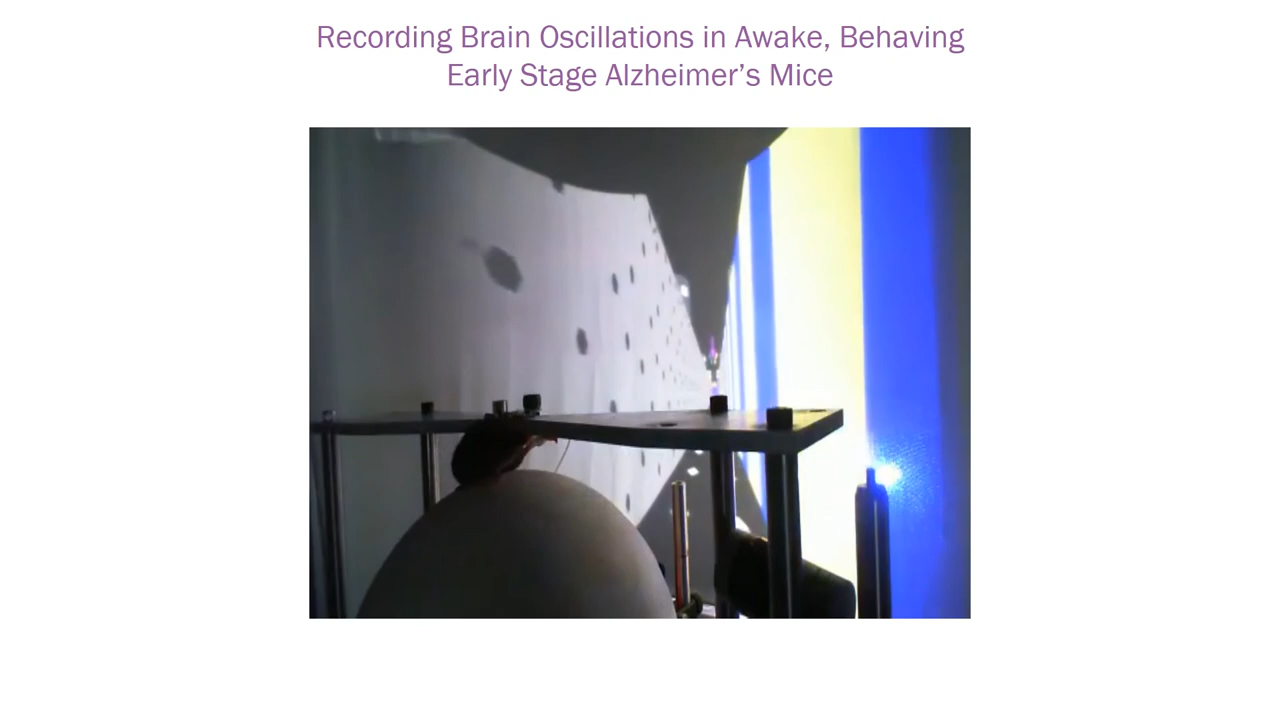 Recording Brain Oscillations in Awake, Behaving
Early Stage Alzheimer’s Mice